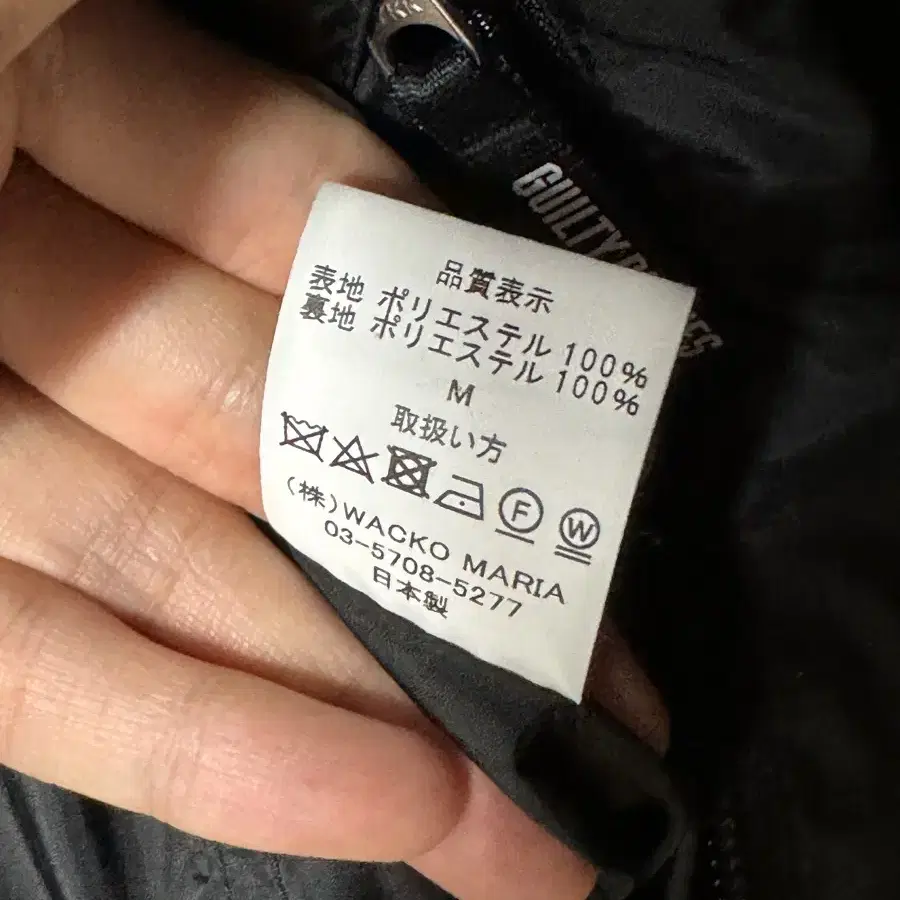 GUILTY
品質表示
表地 ポリエステル 100%
裏地 ポリエステル 100%
M
取扱い方
F W
(株)WACKO MARIA
03-5708-5277
日本製